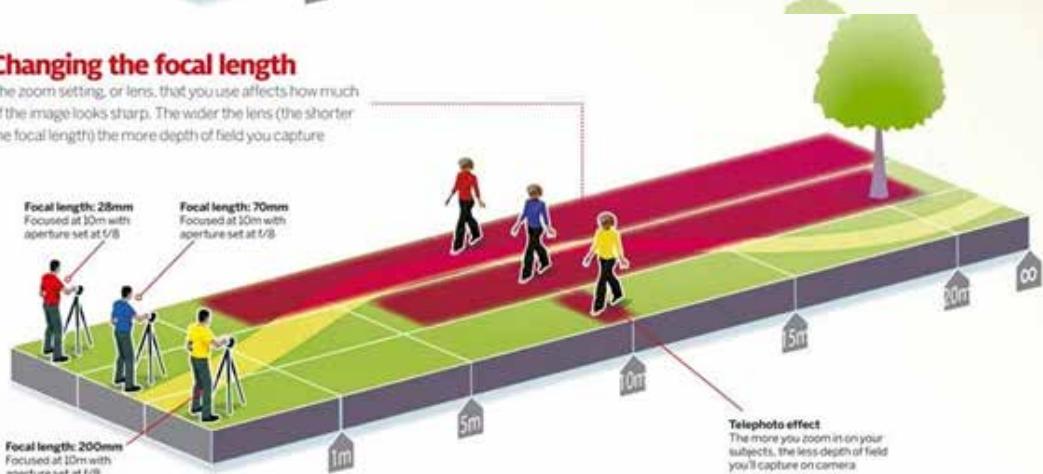 Changing the focal length
he zoom setting, or lens, that you use affects how much
f the image looks sharp. The wider the lens (the shorter
he focal length) the more depth of field you capture
Focal length: 28mm
Focused at 10m with
aperture set at f/8
Focal length: 70mm
Focused at 10m with
aperture set at f/8
Focal length: 200mm
Focused at 10m with
aperture set at f/8
1m
5m
10m
15m
20m
∞
Telephoto effect
The more you zoom in on your
subjects, the less depth of field
you'll capture on camera